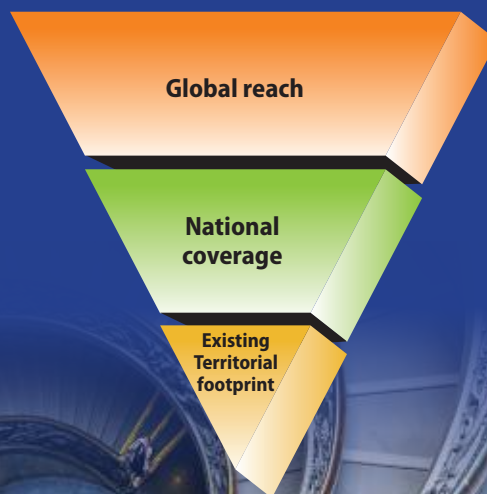 Global reach
National
coverage
Existing
Territorial
footprint